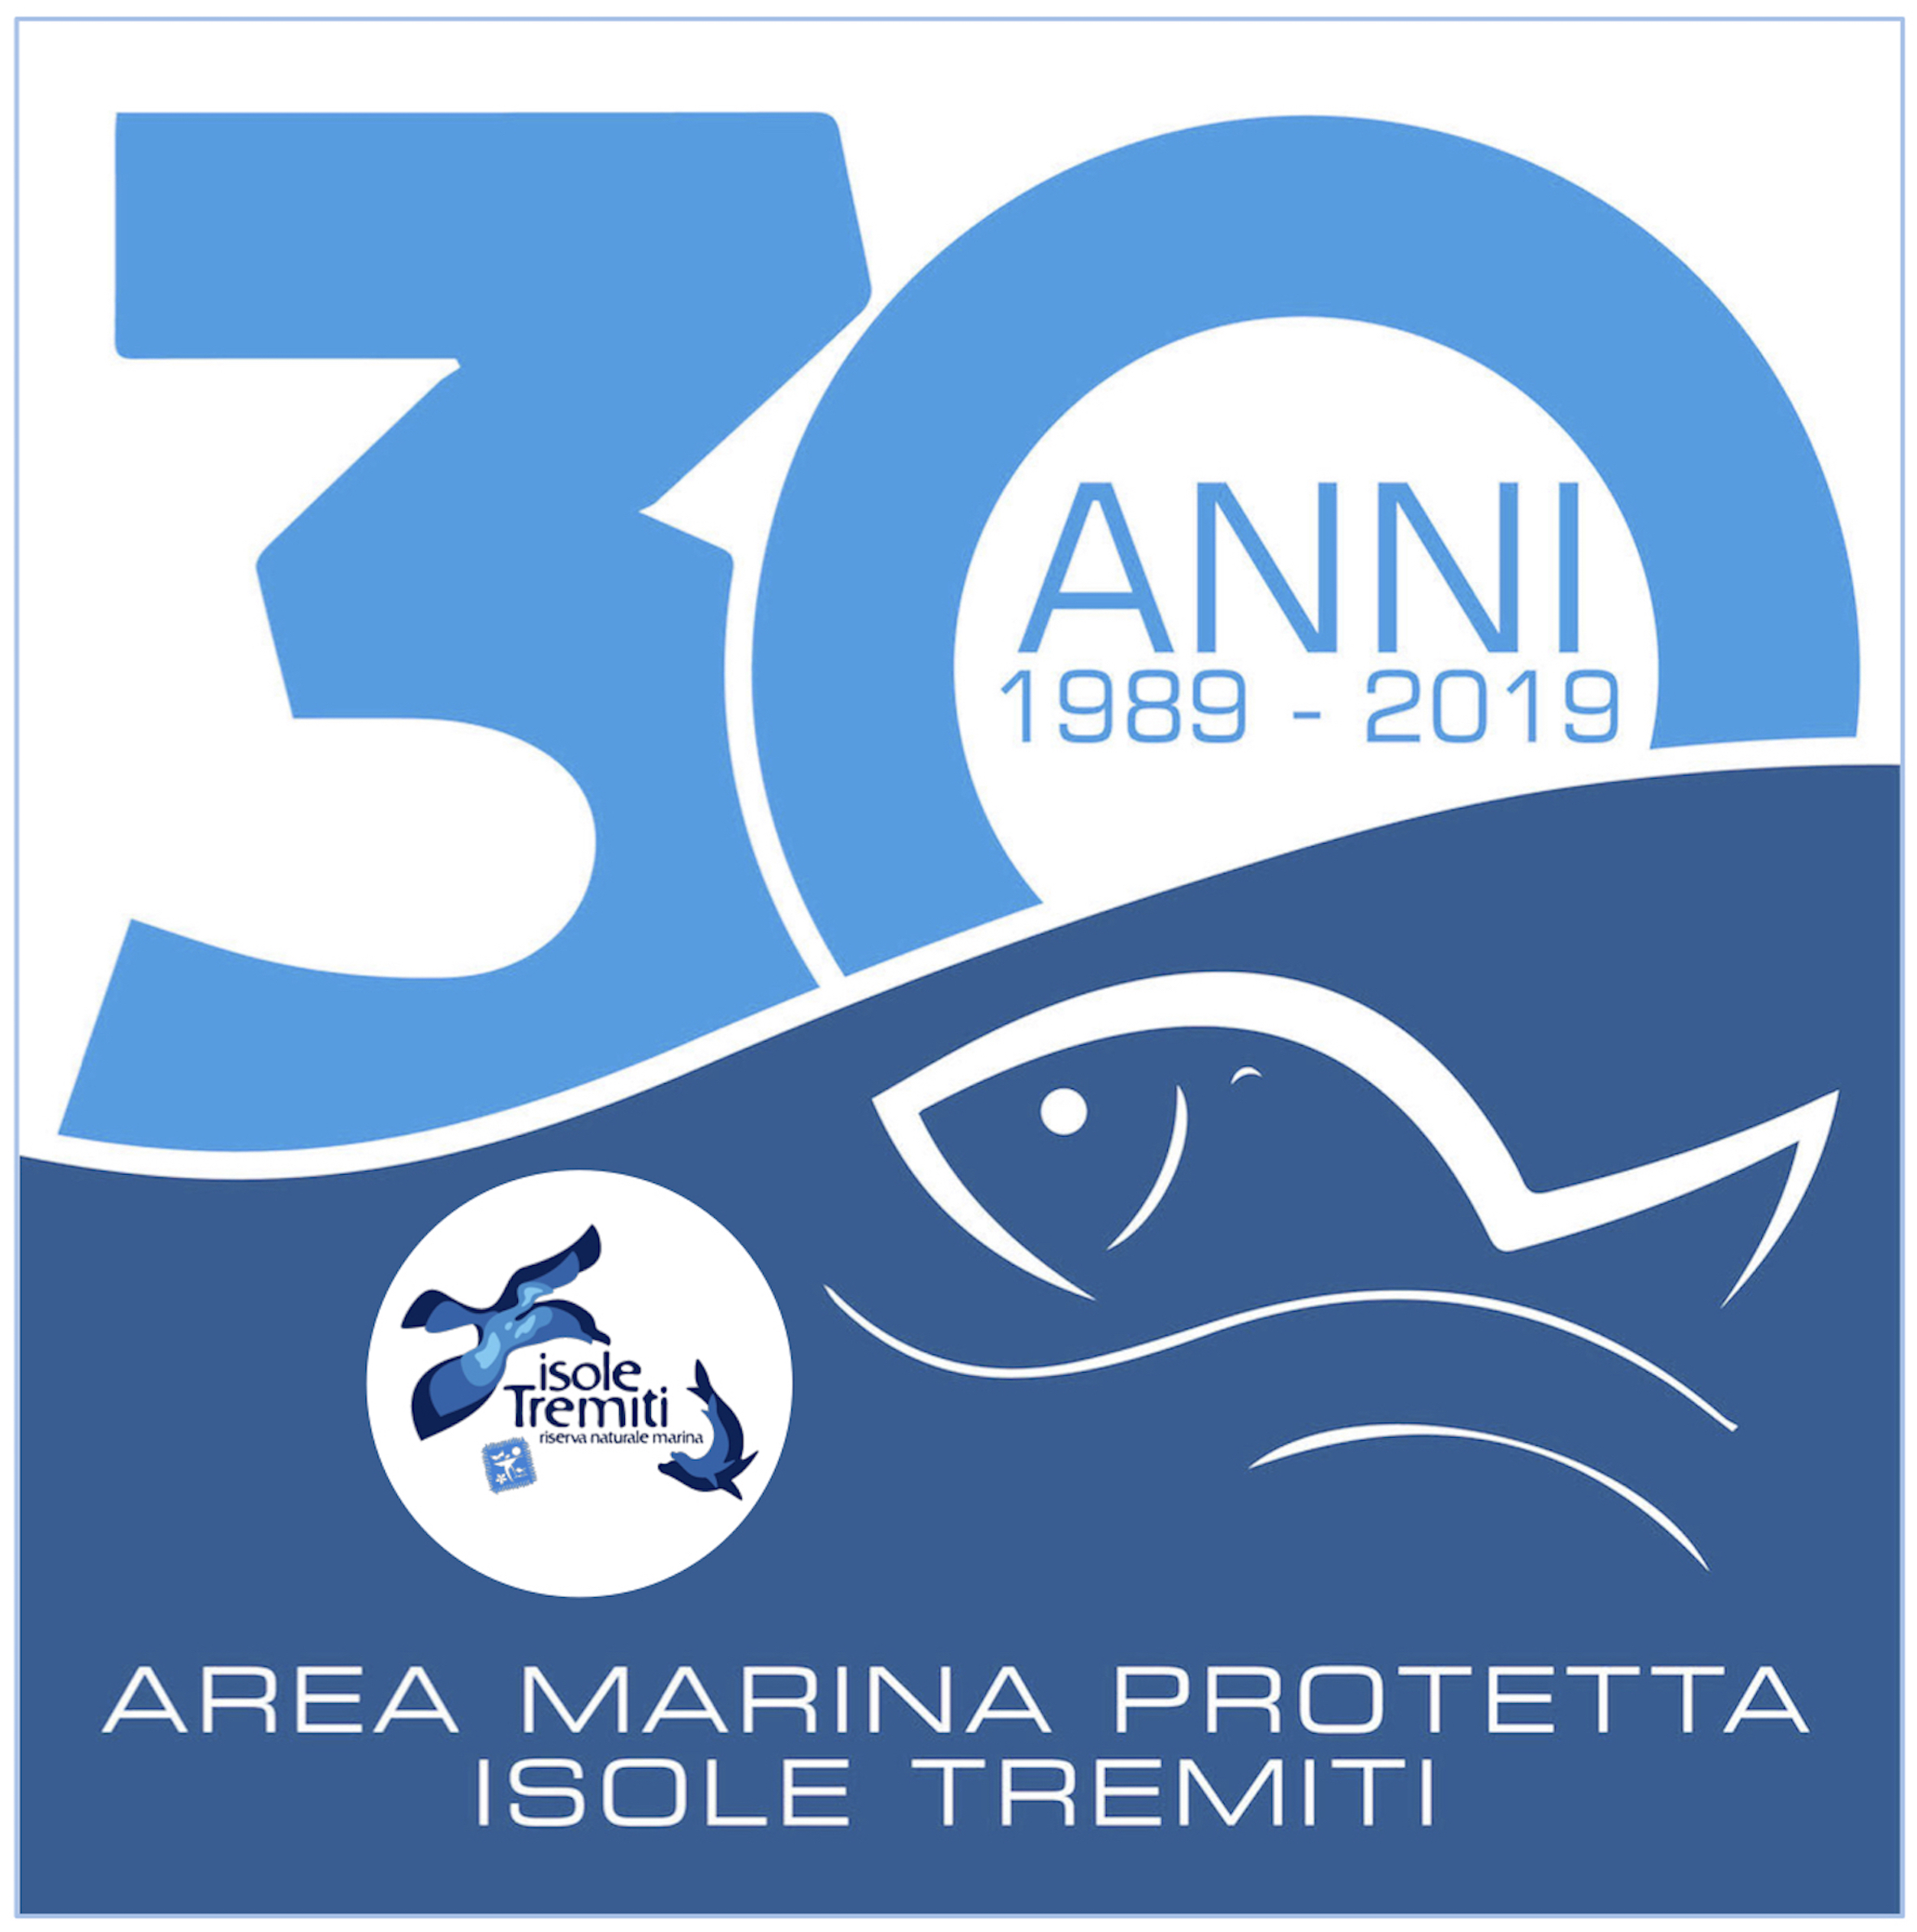 30
ANNI
1989 - 2019
isole
Tremiti
riserva naturale marina
AREA MARINA PROTETTA
ISOLE TREMITI